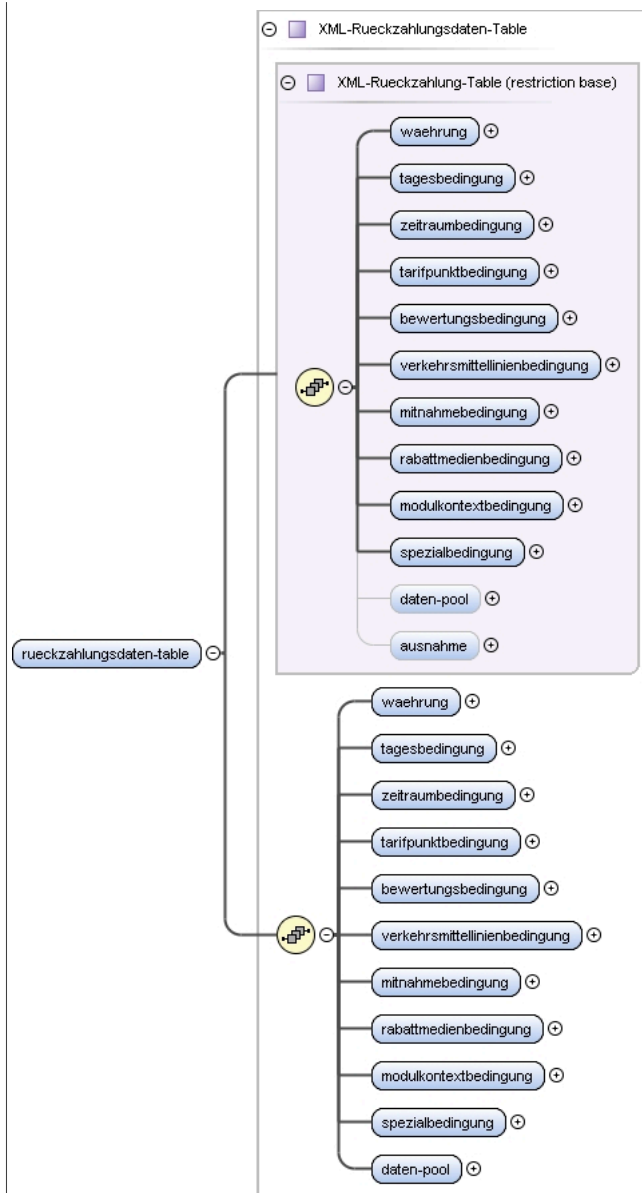 XML-Rueckzahlungsdaten-Table
XML-Rueckzahlung-Table (restriction base)
waehrung
tagesbedingung
zeitraumbedingung
tarifpunktbedingung
bewertungsbedingung
verkehrsmittellinienbedingung
mitnahmebedingung
rabattmedienbedingung
modulkontextbedingung
spezialbedingung
daten-pool
ausnahme
rueckzahlungsdaten-table
waehrung
tagesbedingung
zeitraumbedingung
tarifpunktbedingung
bewertungsbedingung
verkehrsmittellinienbedingung
mitnahmebedingung
rabattmedienbedingung
modulkontextbedingung
spezialbedingung
daten-pool